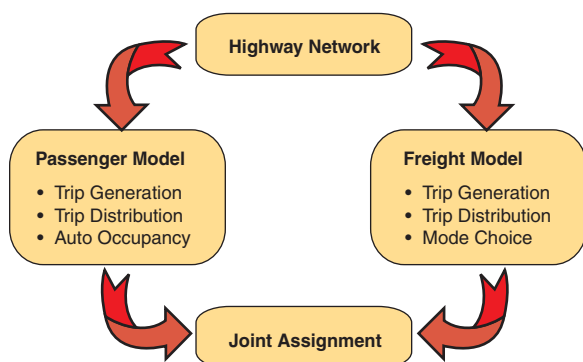 Highway Network
Passenger Model
• Trip Generation
• Trip Distribution
• Auto Occupancy
Freight Model
• Trip Generation
• Trip Distribution
• Mode Choice
Joint Assignment